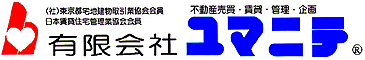 (社)東京都宅地建物取引業協会会員
日本賃貸住宅管理業協会会員
有限会社
不動産売買・賃貸・管理・企画
ユマニテ®